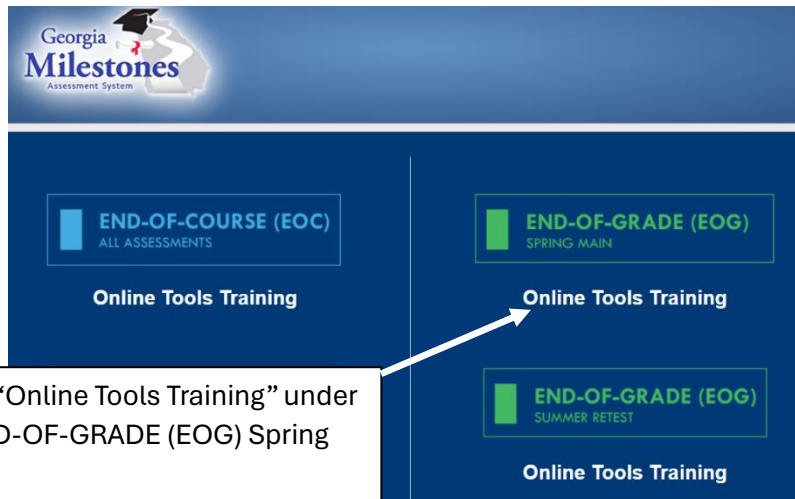 Georgia
Milestones
Assessment System
END-OF-COURSE (EOC)
ALL ASSESSMENTS
Online Tools Training
END-OF-GRADE (EOG)
SPRING MAIN
Online Tools Training
"Online Tools Training" under
D-OF-GRADE (EOG) Spring
END-OF-GRADE (EOG)
SUMMER RETEST
Online Tools Training